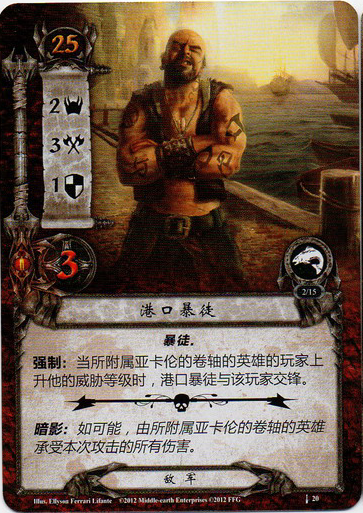 25
2
3
1
3
2/15
港口暴徒
暴徒.
强制：当所附属亚卡伦的卷轴的英雄的玩家上
升他的威胁等级时，港口暴徒与该玩家交锋。
暗影：如可能，由所附属亚卡伦的卷轴的英雄
承受本次攻击的所有伤害。
敌军
Illus. Ellyson Ferrari Lifante ©2012 Middle-earth Enterprises ©2012 FFG
20